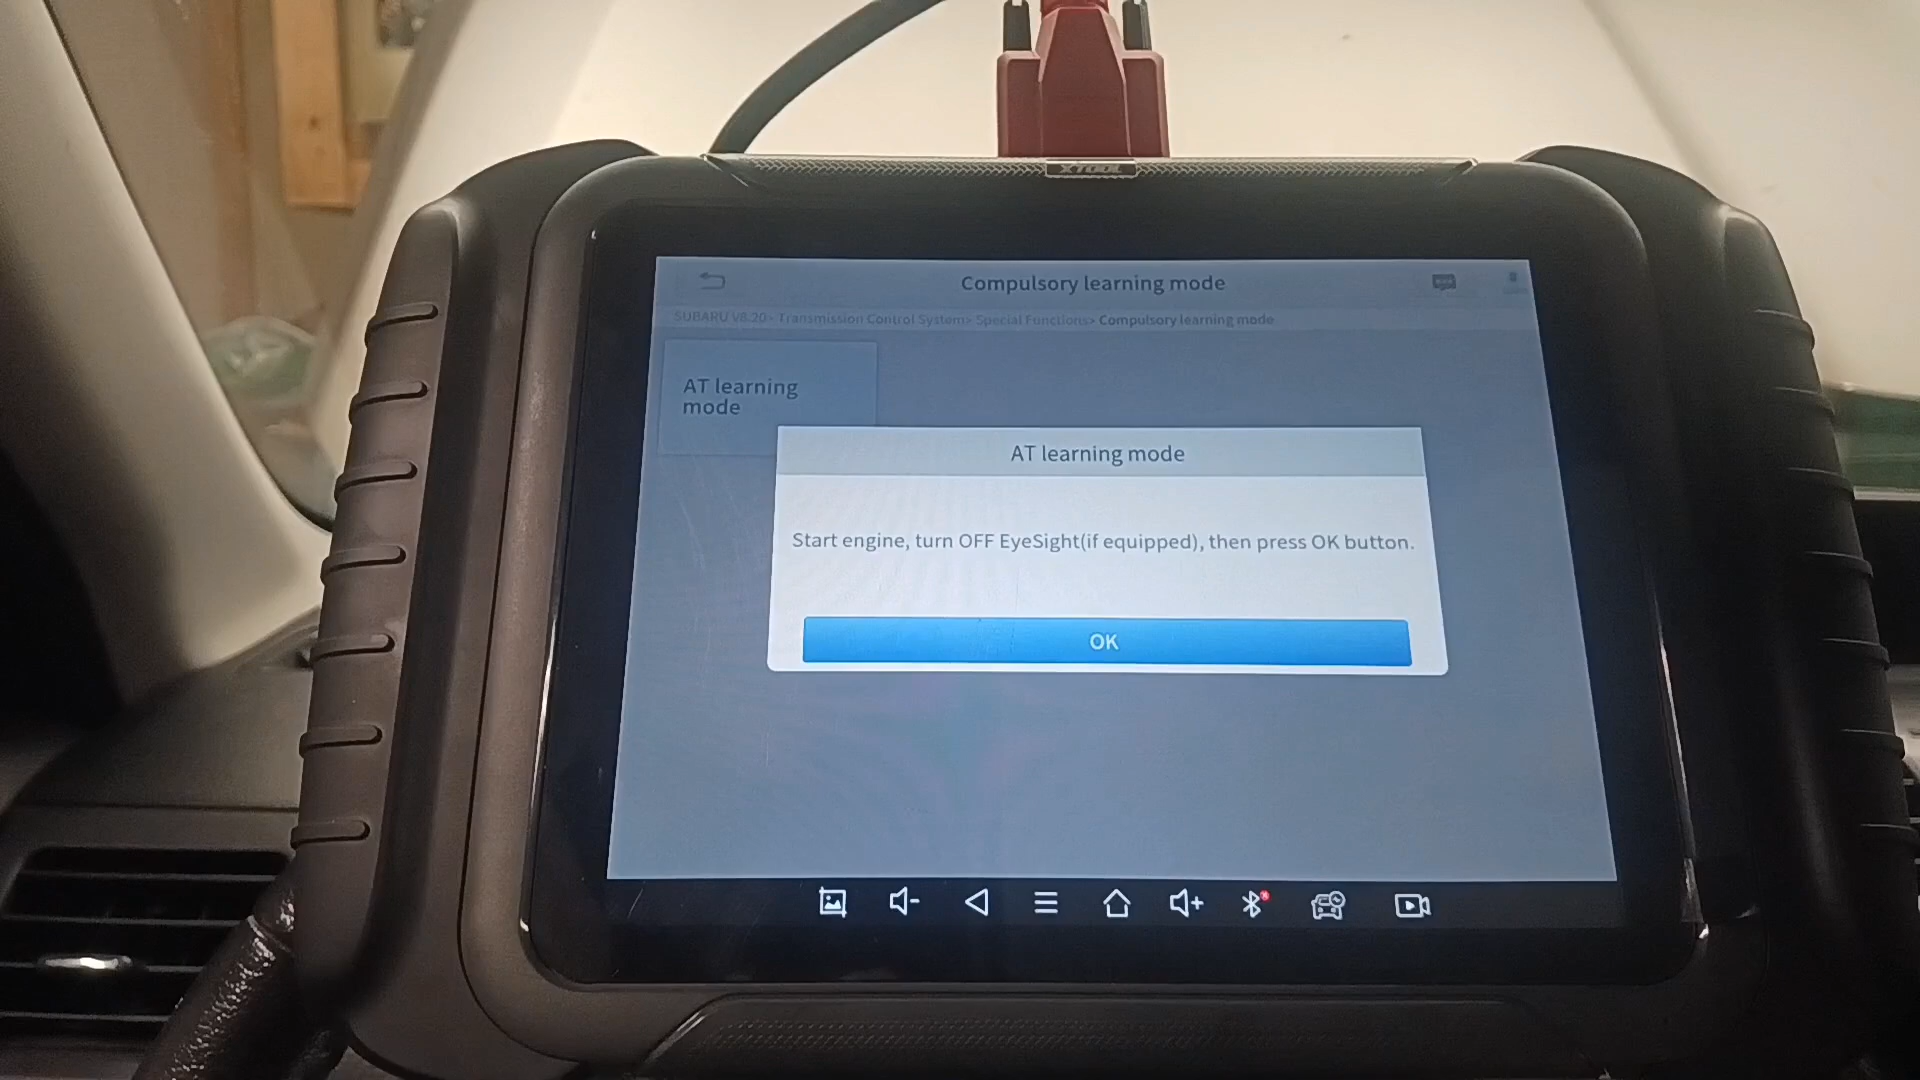 XTOOL
Compulsory learning mode
SUBARU V8.20> Transmission Control System> Special Functions> Compulsory learning mode
AT learning
mode
AT learning mode
Start engine, turn OFF EyeSight(if equipped), then press OK button.
OK